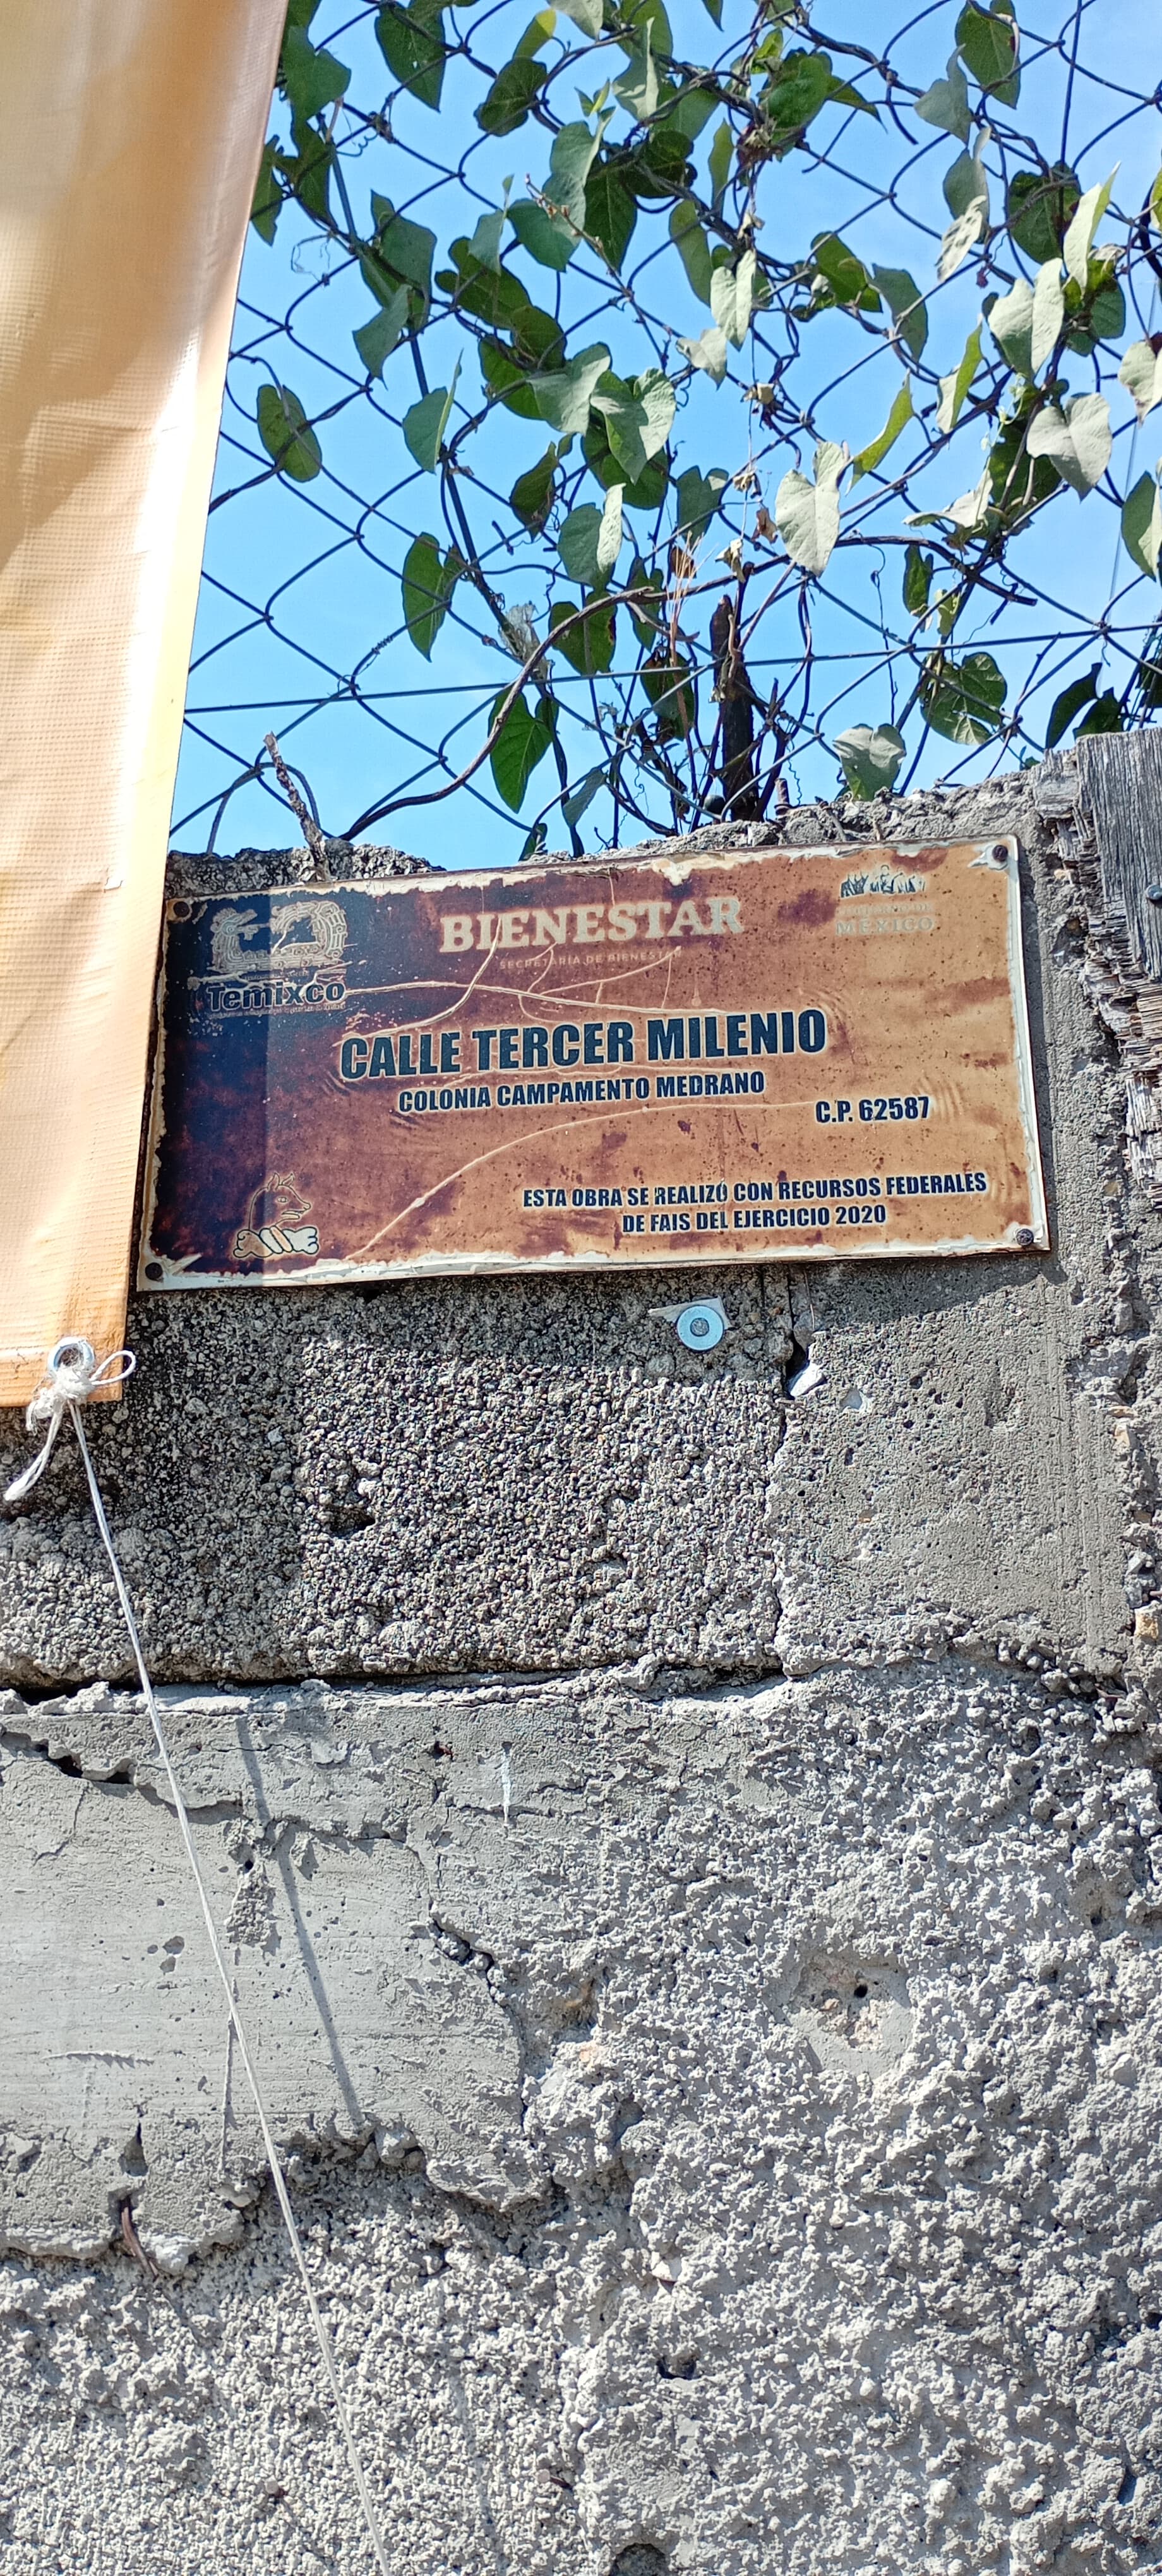 BIENESTAR
SECRETARÍA DE BIENESTAR
MÉXICO
Temixco
CALLE TERCER MILENIO
COLONIA CAMPAMENTO MEDRANO
C.P. 62587
ESTA OBRA SE REALIZÓ CON RECURSOS FEDERALES
DE FAIS DEL EJERCICIO 2020